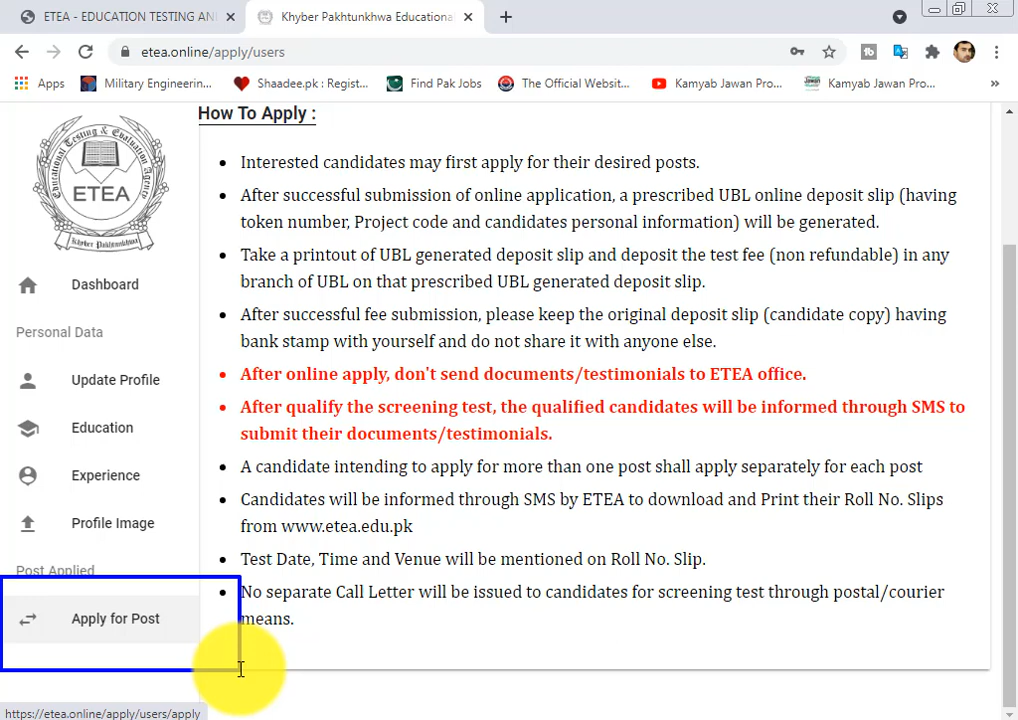 ETEA - EDUCATION TESTING AN
Khyber Pakhtunkhwa Educationa
etea.online/apply/users
Apps
Military Engineerin...
Shaadee.pk : Regist...
Find Pak Jobs
The Official Websit...
Kamyab Jawan Pro...
Kamyab Jawan Pro...
»
Educational Testing & Evaluation Agency
ETEA
Khyber Pakhtunkhwa
Dashboard
Personal Data
Update Profile
Education
Experience
Profile Image
Post Applied
Apply for Post
How To Apply :
• Interested candidates may first apply for their desired posts.
• After successful submission of online application, a prescribed UBL online deposit slip (having
token number, Project code and candidates personal information) will be generated.
• Take a printout of UBL generated deposit slip and deposit the test fee (non refundable) in any
branch of UBL on that prescribed UBL generated deposit slip.
• After successful fee submission, please keep the original deposit slip (candidate copy) having
bank stamp with yourself and do not share it with anyone else.
• After online apply, don't send documents/testimonials to ETEA office.
• After qualify the screening test, the qualified candidates will be informed through SMS to
submit their documents/testimonials.
• A candidate intending to apply for more than one post shall apply separately for each post
• Candidates will be informed through SMS by ETEA to download and Print their Roll No. Slips
from www.etea.edu.pk
• Test Date, Time and Venue will be mentioned on Roll No. Slip.
• No separate Call Letter will be issued to candidates for screening test through postal/courier
means.
https://etea.online/apply/users/apply